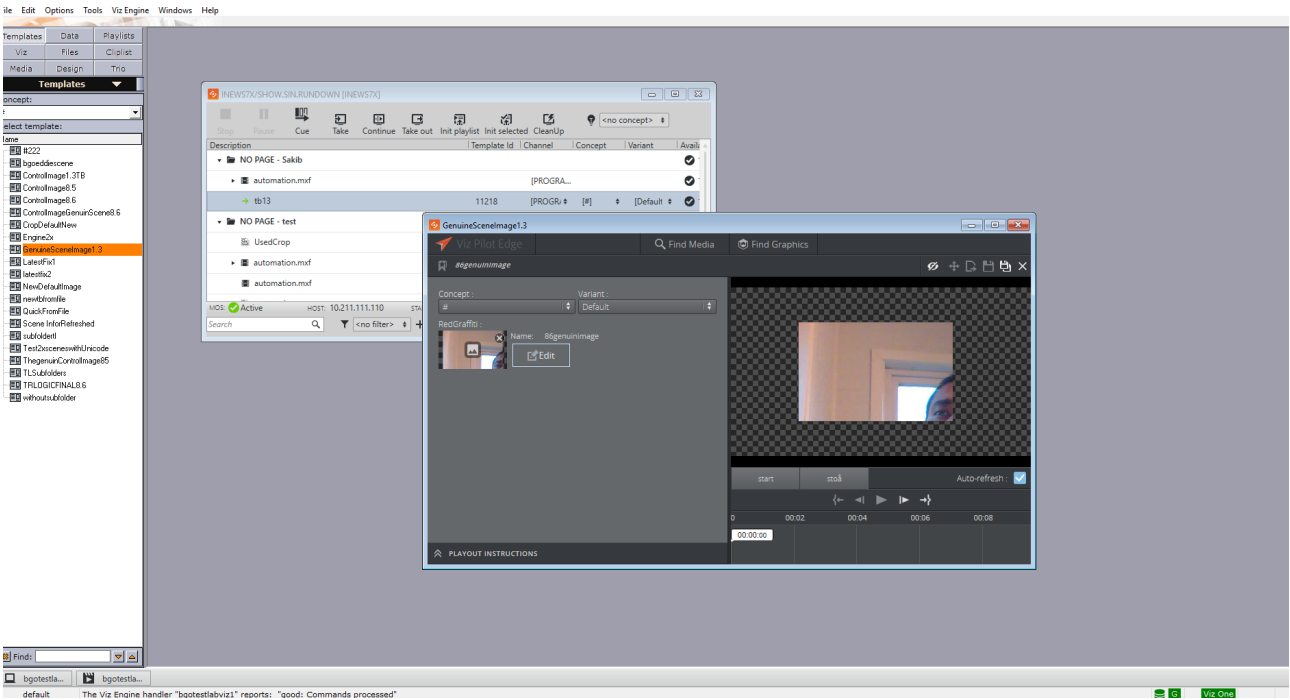 ile Edit Options Tools Viz Engine Windows Help
Templates Data Playlists
Viz Files Cliplist
Media Design Trio
Templates
oncept:
#
elect template:
lame
#222
bgoeddiescene
ControlImage1.3TB
ControlImage8.5
ControlImage8.6
ControlImageGenuinScene8.6
CropDefaultNew
Engine2x
GenuineSceneImage1.3
LatestFix1
latestfix2
NewDefaultImage
newtbfromfile
QuickFromFile
Scene InforRefreshed
subfoldertl
Test2xsceneswithUnicode
ThegenuinControlImage85
TLSubfolders
TRLOGICFINAL8.6
withoutsubfolder
Find:
INEWS7X/SHOW.SIN.RUNDOWN [INEWS7X]
Stop Pause Cue Take Continue Take out Init playlist Init selected CleanUp <no concept>
Description Template Id Channel Concept Variant Availa
NO PAGE - Sakib
automation.mxf [PROGRA...
tb13 11218 [PROGR/ [#] [Default
NO PAGE - test
UsedCrop
automation.mxf
automation.mxf
MOS: Active HOST: 10.211.111.110 STA
Search <no filter>
GenuineSceneImage1.3
Viz Pilot Edge Find Media Find Graphics
#8genuinimage
Concept : Variant :
# Default
RedGraffiti :
Name: 86genuinimage
Edit
start stoå Auto-refresh :
0 00:02 00:04 00:06 00:08
00:00:00
PLAYOUT INSTRUCTIONS
bgotestla... bgotestla...
default The Viz Engine handler "bgotestlabviz1" reports: "good: Commands processed" G Viz One